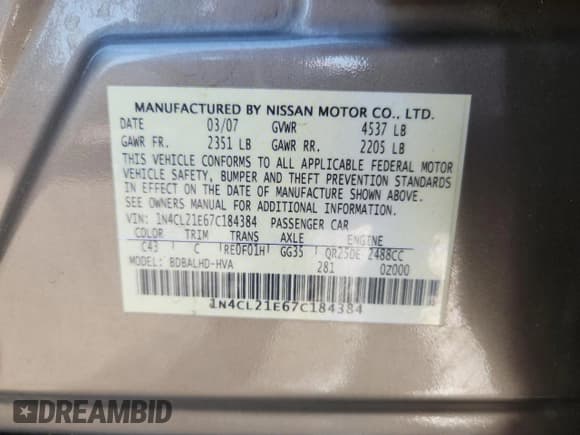 MANUFACTURED BY NISSAN MOTOR CO., LTD.
DATE 03/07 GVWR 4537 LB
GAWR FR. 2351 LB GAWR RR. 2205 LB
THIS VEHICLE CONFORMS TO ALL APPLICABLE FEDERAL MOTOR
VEHICLE SAFETY, BUMPER AND THEFT PREVENTION STANDARDS
IN EFFECT ON THE DATE OF MANUFACTURE SHOWN ABOVE.
SEE OWNERS MANUAL FOR ADDITIONAL INFORMATION.
VIN: 1N4CL21E67C184384 PASSENGER CAR
COLOR TRIM TRANS AXLE ENGINE
C43 C RE0F01H GG35 QR25DE 2488CC
MODEL: BDBALHD-HVA 281 0Z000
1N4CL21E67C184384
DREAMBID